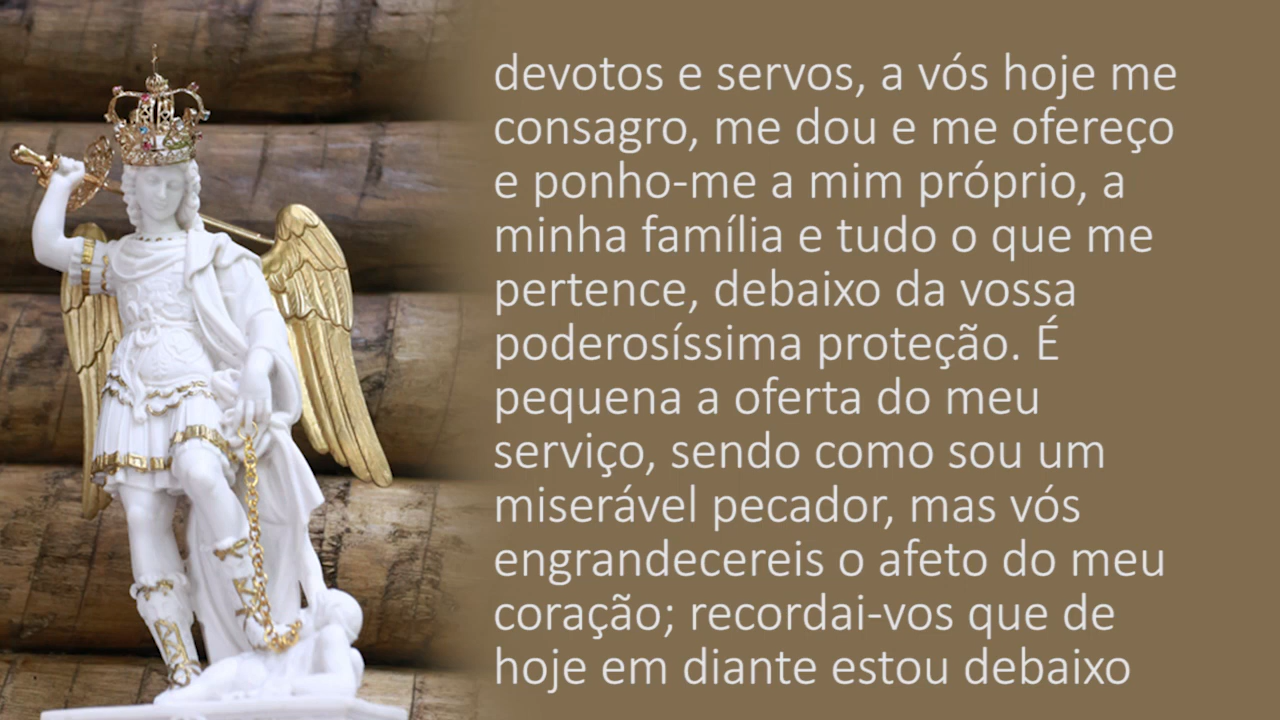 devotos e servos, a vós hoje me
consagro, me dou e me ofereço
e ponho-me a mim próprio, a
minha família e tudo o que me
pertence, debaixo da vossa
poderosíssima proteção. É
pequena a oferta do meu
serviço, sendo como sou um
miserável pecador, mas vós
engrandecereis o afeto do meu
coração; recordai-vos que de
hoje em diante estou debaixo